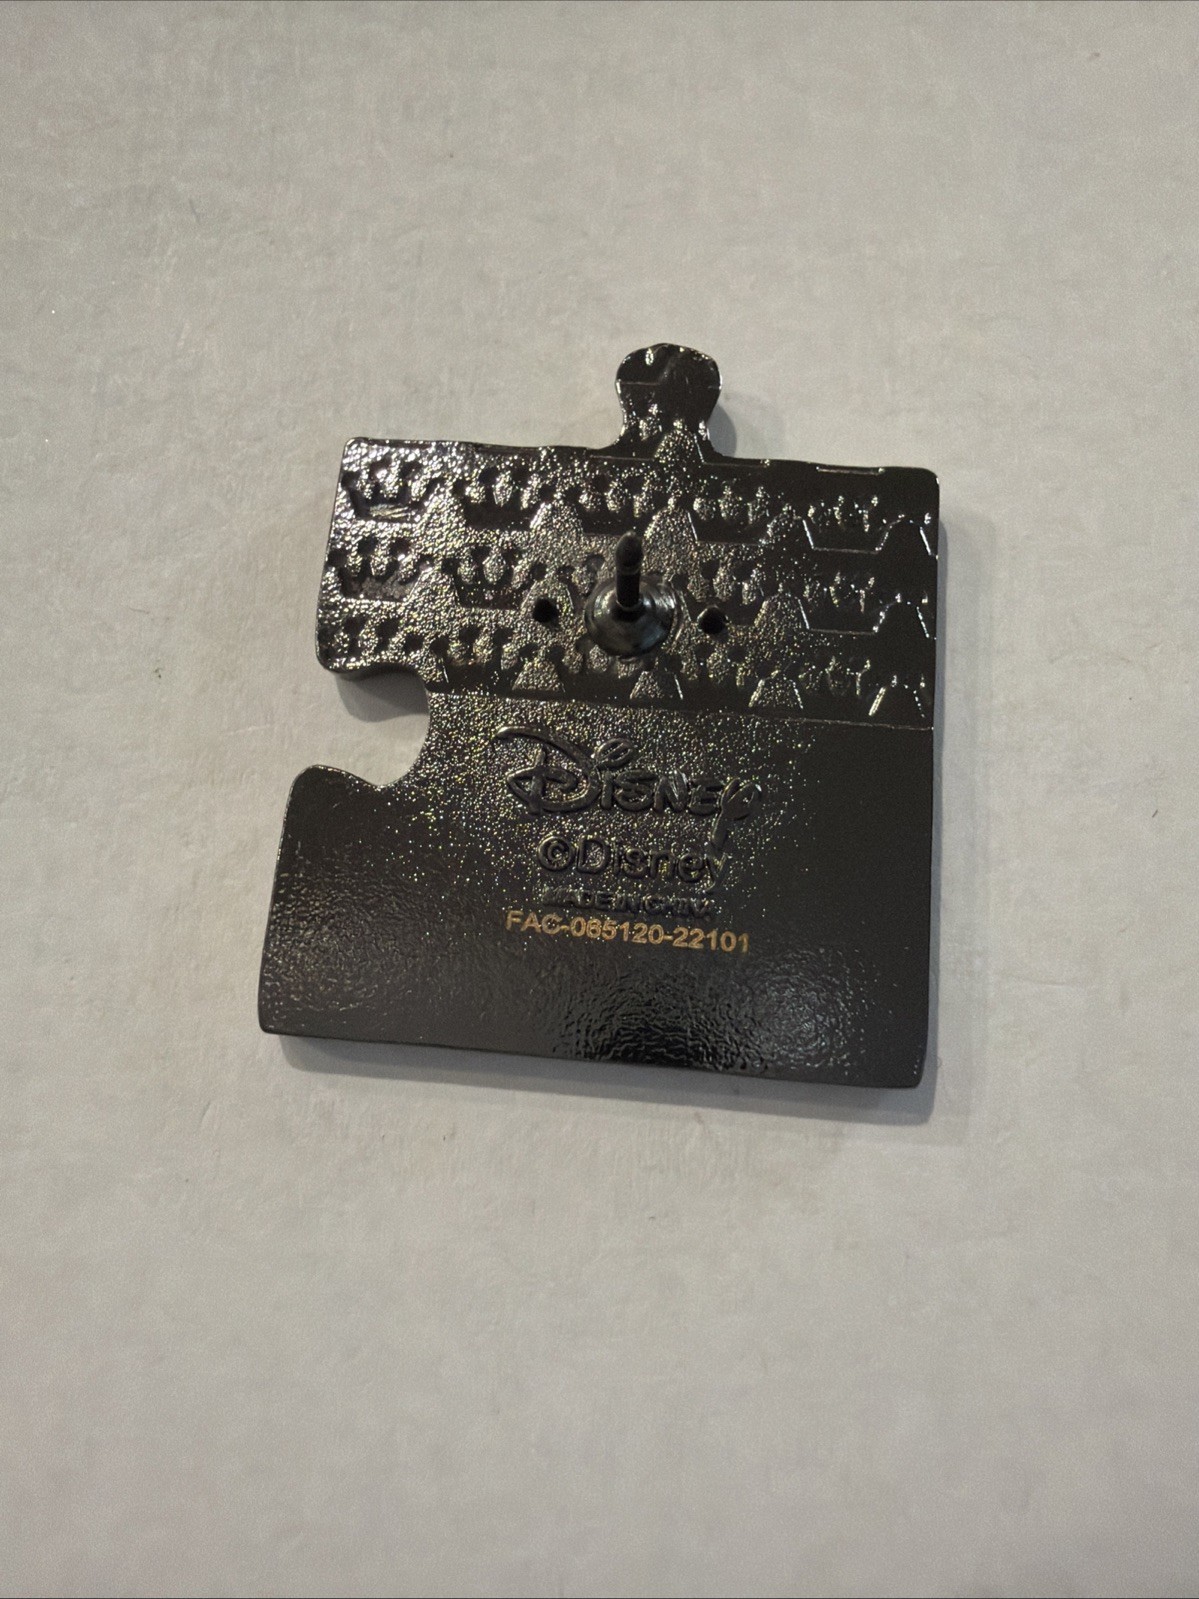 Disney
©Disney
MADE IN CHINA
FAC-065120-22101